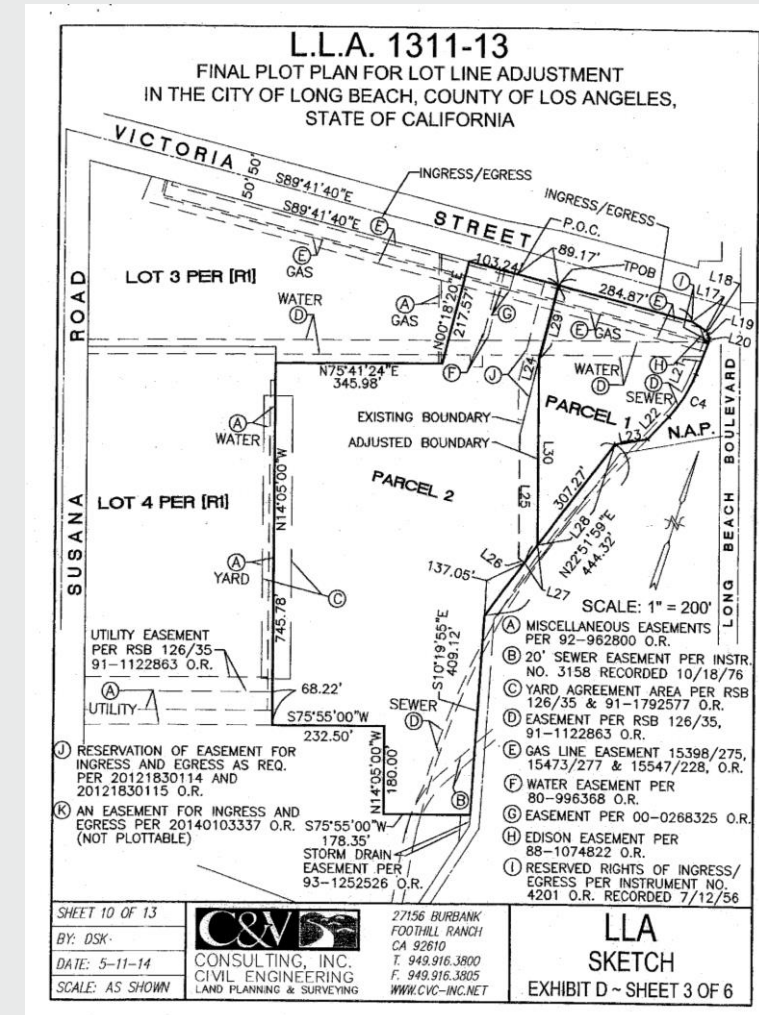 L.L.A. 1311-13
FINAL PLOT PLAN FOR LOT LINE ADJUSTMENT
IN THE CITY OF LONG BEACH, COUNTY OF LOS ANGELES,
STATE OF CALIFORNIA
VICTORIA STREET
50' 50'
S89°41'40"E
S89°41'40"E
INGRESS/EGRESS
INGRESS/EGRESS
P.O.C.
E
E
GAS
103.24'
89.17'
TPOB
284.87'
E
I
L18
L17
L19
L20
LOT 3 PER [R1]
WATER
D
A
GAS
N00°18'20"E
217.57'
G
L29
E GAS
H
D
SEWER
L21
C4
WATER
D
N75°41'24"E
345.98'
F
J
L24
PARCEL 1
L22
L23
N.A.P.
EXISTING BOUNDARY
ADJUSTED BOUNDARY
L30
L25
A
WATER
N14°05'00"W
745.78'
PARCEL 2
307.27'
L28
N22°51'59"E
444.32'
LOT 4 PER [R1]
SUSANA ROAD
LONG BEACH BOULEVARD
N
A
YARD
C
137.05'
L26
L27
SCALE: 1" = 200'
S10°19'55"E
409.12'
UTILITY EASEMENT
PER RSB 126/35
91-1122863 O.R.
A
UTILITY
68.22'
S75°55'00"W
232.50'
SEWER
D
N14°05'00"W
180.00'
B
S75°55'00"W
178.35'
STORM DRAIN
EASEMENT PER
93-1252526 O.R.
J RESERVATION OF EASEMENT FOR
INGRESS AND EGRESS AS REQ.
PER 20121830114 AND
20121830115 O.R.
K AN EASEMENT FOR INGRESS AND
EGRESS PER 20140103337 O.R.
(NOT PLOTTABLE)
A MISCELLANEOUS EASEMENTS
PER 92-962800 O.R.
B 20' SEWER EASEMENT PER INSTR.
NO. 3158 RECORDED 10/18/76
C YARD AGREEMENT AREA PER RSB
126/35 & 91-1792577 O.R.
D EASEMENT PER RSB 126/35,
91-1122863 O.R.
E GAS LINE EASEMENT 15398/275,
15473/277 & 15547/228, O.R.
F WATER EASEMENT PER
80-996368 O.R.
G EASEMENT PER 00-0268325 O.R.
H EDISON EASEMENT PER
88-1074822 O.R.
I RESERVED RIGHTS OF INGRESS/
EGRESS PER INSTRUMENT NO.
4201 O.R. RECORDED 7/12/56
SHEET 10 OF 13
BY: DSK
DATE: 5-11-14
SCALE: AS SHOWN
C&V
CONSULTING, INC.
CIVIL ENGINEERING
LAND PLANNING & SURVEYING
27156 BURBANK
FOOTHILL RANCH
CA 92610
T. 949.916.3800
F. 949.916.3805
WWW.CVC-INC.NET
LLA
SKETCH
EXHIBIT D ~ SHEET 3 OF 6